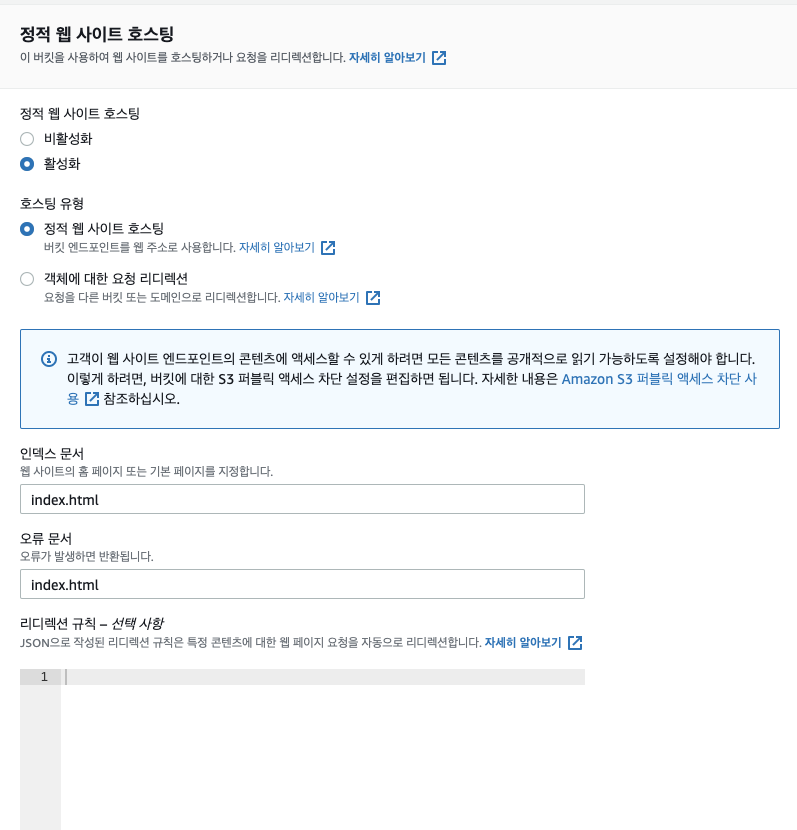 정적 웹 사이트 호스팅
이 버킷을 사용하여 웹 사이트를 호스팅하거나 요청을 리디렉션합니다. 자세히 알아보기
정적 웹 사이트 호스팅
비활성화
활성화
호스팅 유형
정적 웹 사이트 호스팅
버킷 엔드포인트를 웹 주소로 사용합니다. 자세히 알아보기
객체에 대한 요청 리디렉션
요청을 다른 버킷 또는 도메인으로 리디렉션합니다. 자세히 알아보기
고객이 웹 사이트 엔드포인트의 콘텐츠에 액세스할 수 있게 하려면 모든 콘텐츠를 공개적으로 읽기 가능하도록 설정해야 합니다.
이렇게 하려면, 버킷에 대한 S3 퍼블릭 액세스 차단 설정을 편집하면 됩니다. 자세한 내용은 Amazon S3 퍼블릭 액세스 차단 사
용 참조하십시오.
인덱스 문서
웹 사이트의 홈 페이지 또는 기본 페이지를 지정합니다.
index.html
오류 문서
오류가 발생하면 반환됩니다.
index.html
리디렉션 규칙 – 선택 사항
JSON으로 작성된 리디렉션 규칙은 특정 콘텐츠에 대한 웹 페이지 요청을 자동으로 리디렉션합니다. 자세히 알아보기
1